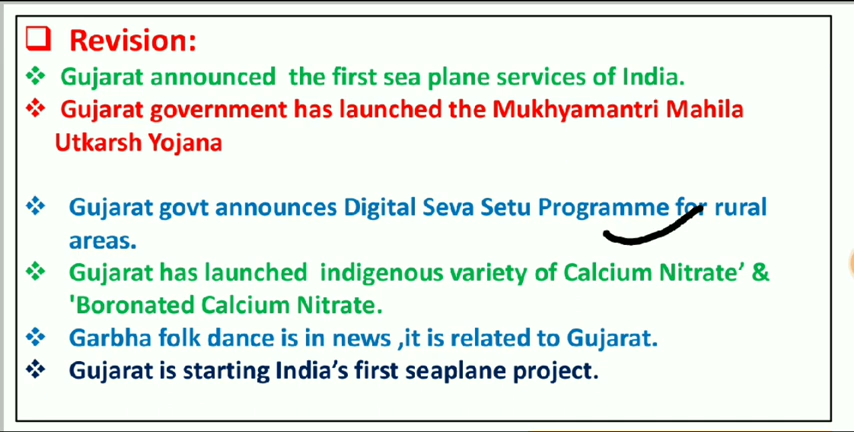 Revision:
Gujarat announced the first sea plane services of India.
Gujarat government has launched the Mukhyamantri Mahila
Utkarsh Yojana
Gujarat govt announces Digital Seva Setu Programme for rural
areas.
Gujarat has launched indigenous variety of Calcium Nitrate’ &
'Boronated Calcium Nitrate.
Garbha folk dance is in news ,it is related to Gujarat.
Gujarat is starting India’s first seaplane project.